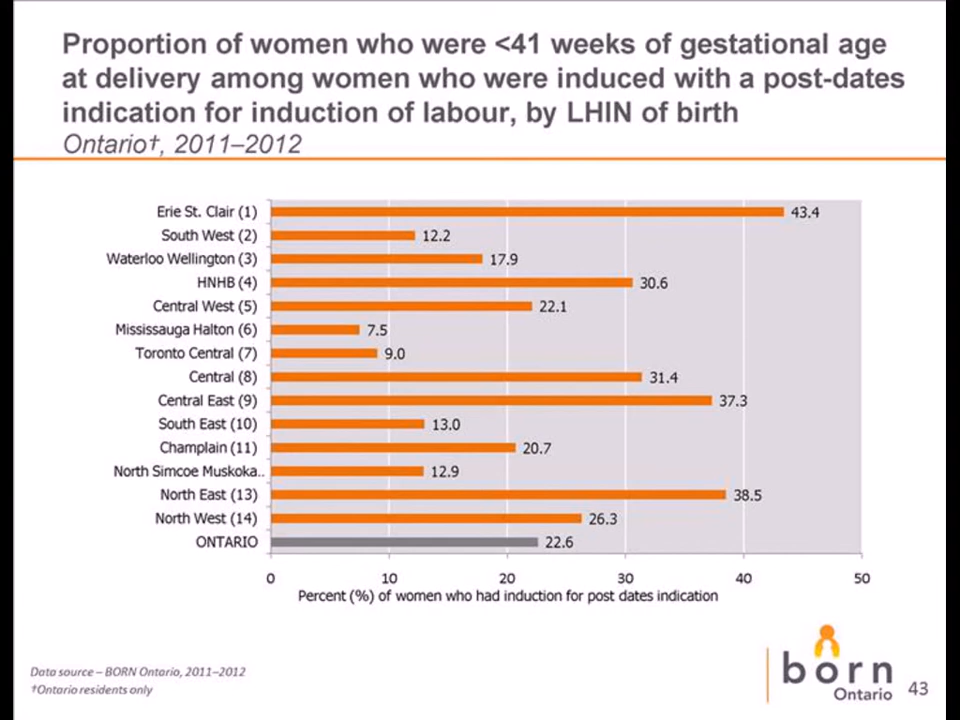 Proportion of women who were <41 weeks of gestational age
at delivery among women who were induced with a post-dates
indication for induction of labour, by LHIN of birth
Ontario†, 2011–2012
Erie St. Clair (1) 43.4
South West (2) 12.2
Waterloo Wellington (3) 17.9
HNHB (4) 30.6
Central West (5) 22.1
Mississauga Halton (6) 7.5
Toronto Central (7) 9.0
Central (8) 31.4
Central East (9) 37.3
South East (10) 13.0
Champlain (11) 20.7
North Simcoe Muskoka.. 12.9
North East (13) 38.5
North West (14) 26.3
ONTARIO 22.6
0 10 20 30 40 50
Percent (%) of women who had induction for post dates indication
Data source – BORN Ontario, 2011–2012
†Ontario residents only
born
Ontario
43